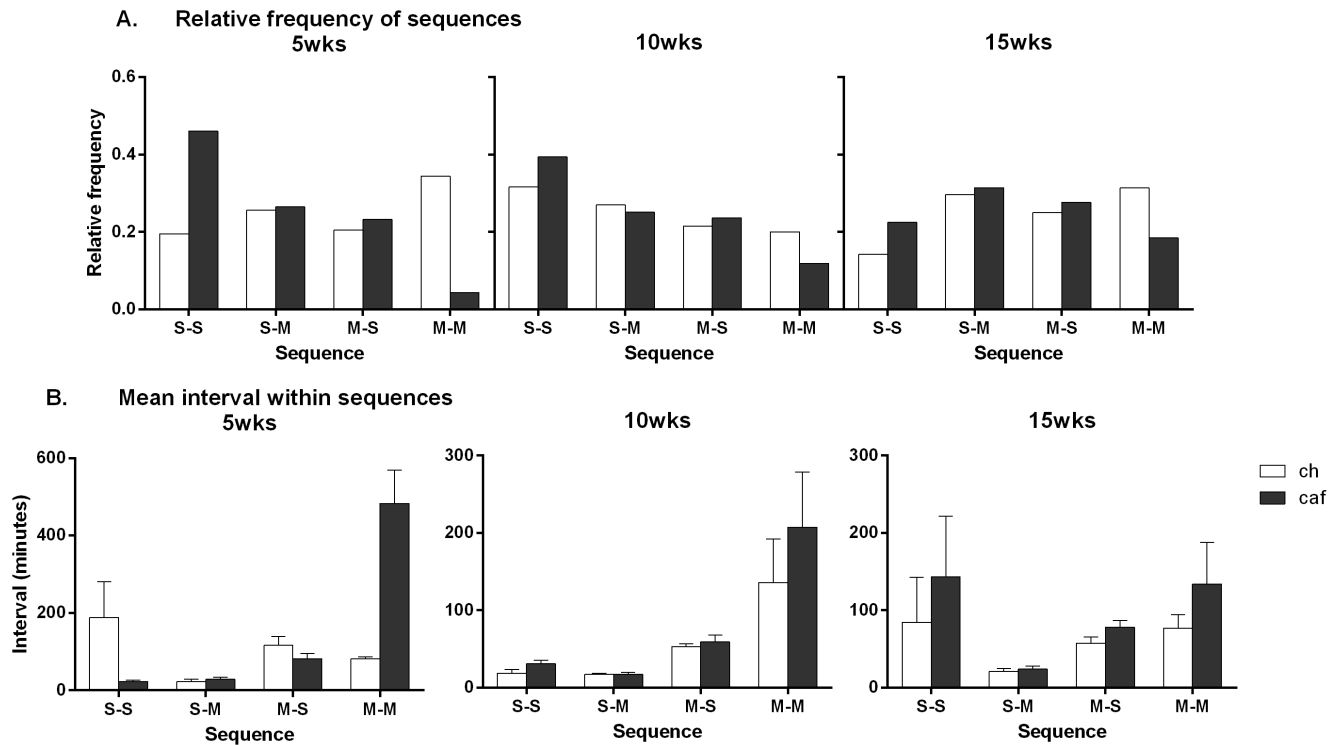 A. Relative frequency of sequences
5wks 10wks 15wks
Relative frequency
0.6
0.4
0.2
0.0
S-S S-M M-S M-M S-S S-M M-S M-M S-S S-M M-S M-M
Sequence Sequence Sequence
B. Mean interval within sequences
5wks 10wks 15wks
Interval (minutes)
600
400
200
0
300
200
100
0
300
200
100
0
ch
caf
S-S S-M M-S M-M S-S S-M M-S M-M S-S S-M M-S M-M
Sequence Sequence Sequence